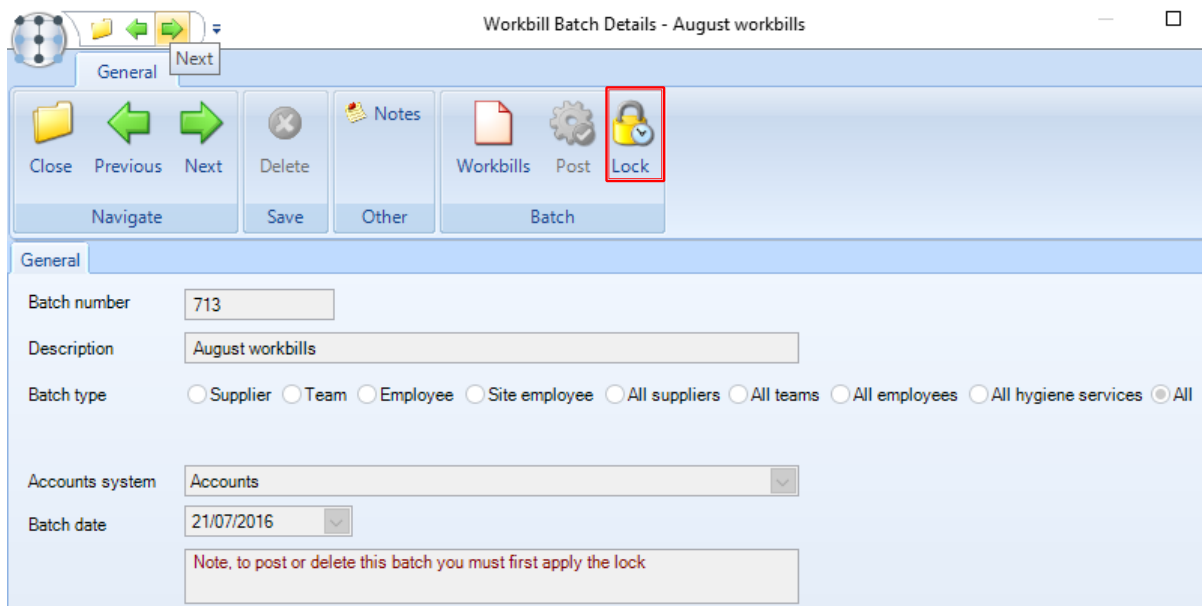 Workbill Batch Details - August workbills
Next
General
Close Previous Next Delete Notes Workbills Post Lock
Navigate Save Other Batch
General
Batch number 713
Description August workbills
Batch type Supplier Team Employee Site employee All suppliers All teams All employees All hygiene services All
Accounts system Accounts
Batch date 21/07/2016
Note, to post or delete this batch you must first apply the lock